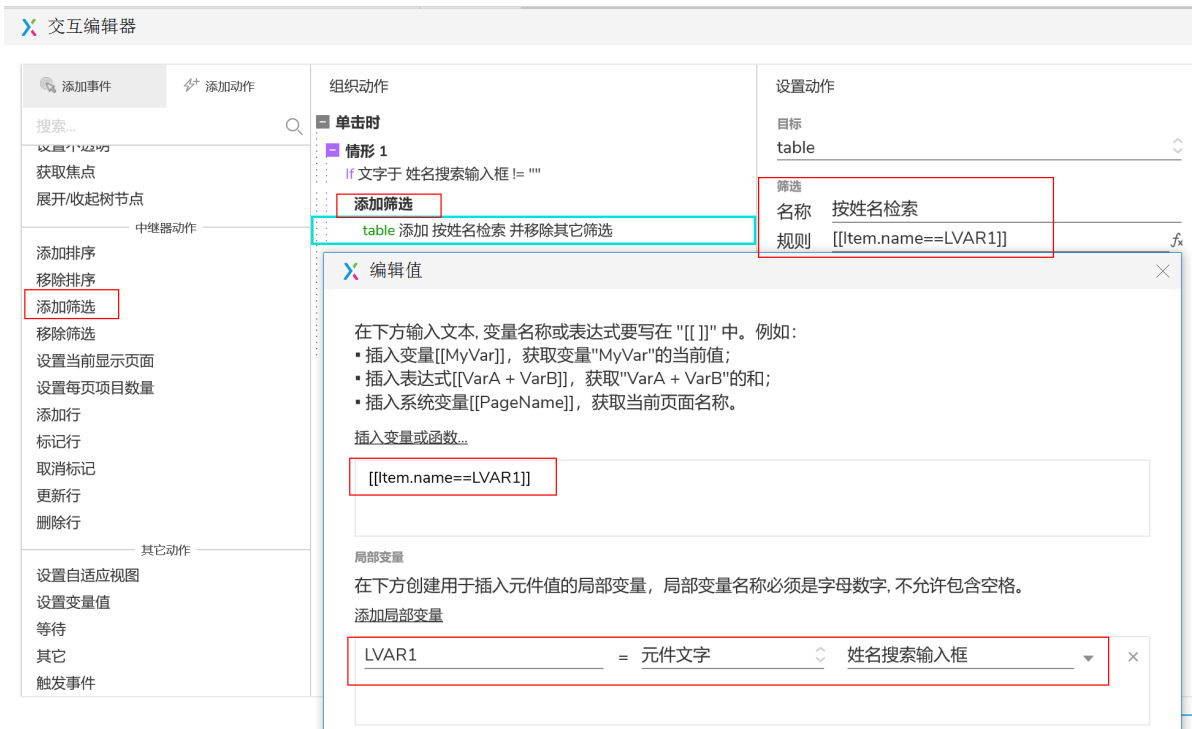 交互编辑器
添加事件
添加动作
搜索...
设置不透明
获取焦点
展开/收起树节点
中继器动作
添加排序
移除排序
添加筛选
移除筛选
设置当前显示页面
设置每页项目数量
添加行
标记行
取消标记
更新行
删除行
其它动作
设置自适应视图
设置变量值
等待
其它
触发事件
组织动作
单击时
情形 1
If 文字于 姓名搜索输入框 != ""
添加筛选
table 添加 按姓名检索 并移除其它筛选
设置动作
目标
table
筛选
名称 按姓名检索
规则 [[Item.name==LVAR1]] fx
编辑值
在下方输入文本, 变量名称或表达式要写在 "[[ ]]" 中。例如：
▪ 插入变量[[MyVar]]，获取变量"MyVar"的当前值；
▪ 插入表达式[[VarA + VarB]]，获取"VarA + VarB"的和；
▪ 插入系统变量[[PageName]]，获取当前页面名称。
插入变量或函数...
[[Item.name==LVAR1]]
局部变量
在下方创建用于插入元件值的局部变量，局部变量名称必须是字母数字, 不允许包含空格。
添加局部变量
LVAR1 = 元件文字 姓名搜索输入框